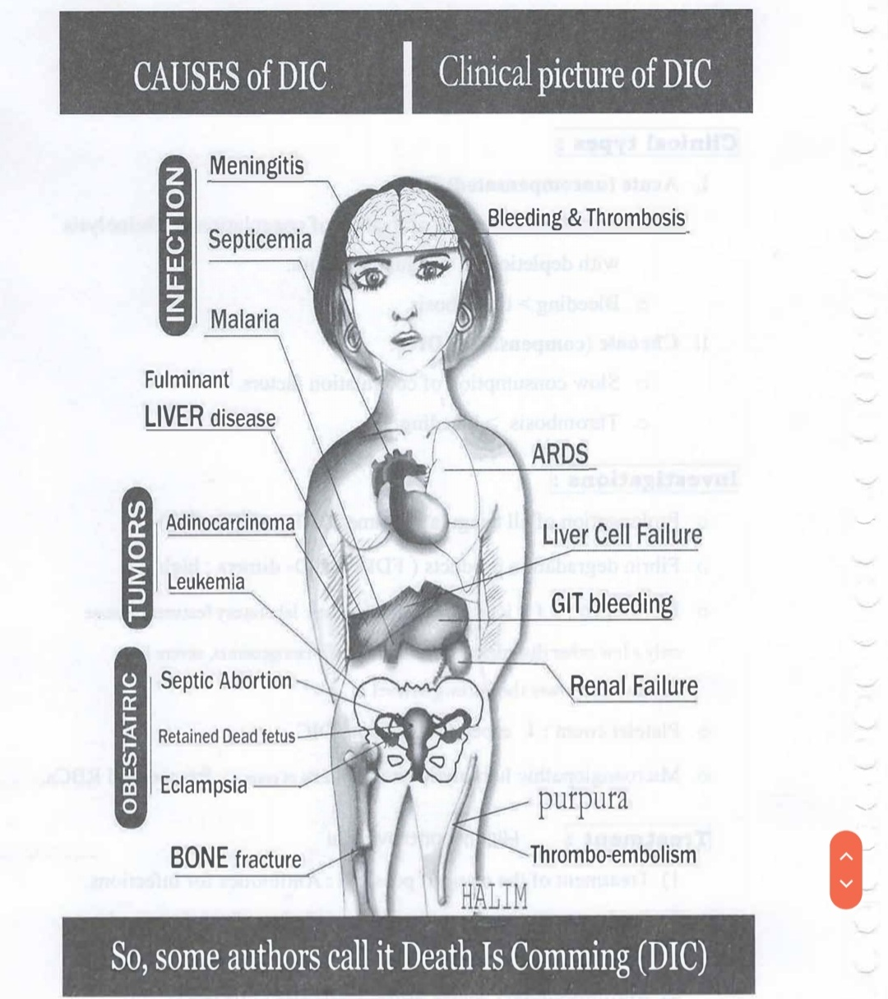 CAUSES of DIC
Clinical picture of DIC
INFECTION
Meningitis
Septicemia
Malaria
Fulminant
LIVER disease
TUMORS
Adinocarcinoma
Leukemia
OBESTATRIC
Septic Abortion
Retained Dead fetus
Eclampsia
BONE fracture
Bleeding & Thrombosis
ARDS
Liver Cell Failure
GIT bleeding
Renal Failure
purpura
Thrombo-embolism
HALIM
So, some authors call it Death Is Comming (DIC)